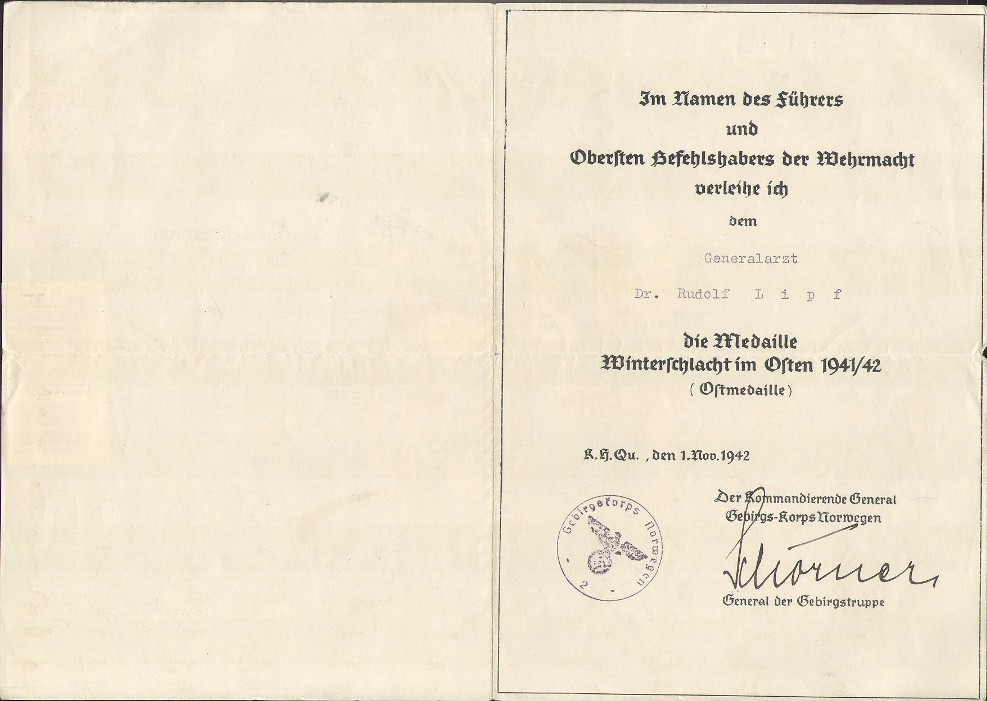 Im Namen des Führers
und
Obersten Befehlshabers der Wehrmacht
verleihe ich
dem
Generalarzt
Dr. Rudolf L i p f
die Medaille
Winterschlacht im Osten 1941/42
(Ostmedaille)
K.H.Qu., den 1.Nov.1942
Der Kommandierende General
Gebirgs-Korps Norwegen
Schörner
General der Gebirgstruppe
Gebirgskorps Norwegen
- 2 -